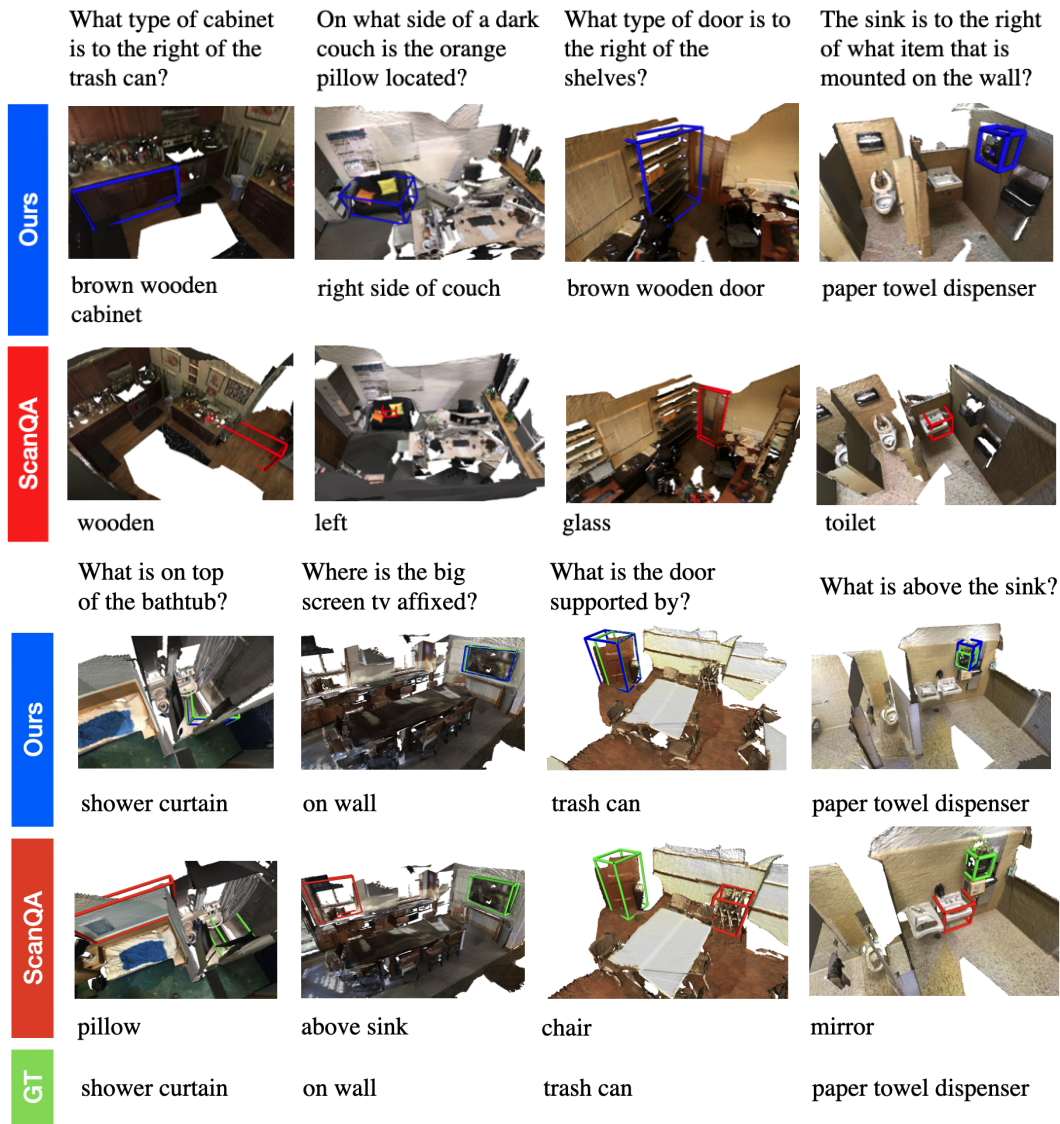 What type of cabinet
is to the right of the
trash can?
On what side of a dark
couch is the orange
pillow located?
What type of door is to
the right of the
shelves?
The sink is to the right
of what item that is
mounted on the wall?
Ours
brown wooden
cabinet
right side of couch
brown wooden door
paper towel dispenser
ScanQA
wooden
left
glass
toilet
What is on top
of the bathtub?
Where is the big
screen tv affixed?
What is the door
supported by?
What is above the sink?
Ours
shower curtain
on wall
trash can
paper towel dispenser
ScanQA
pillow
above sink
chair
mirror
GT
shower curtain
on wall
trash can
paper towel dispenser